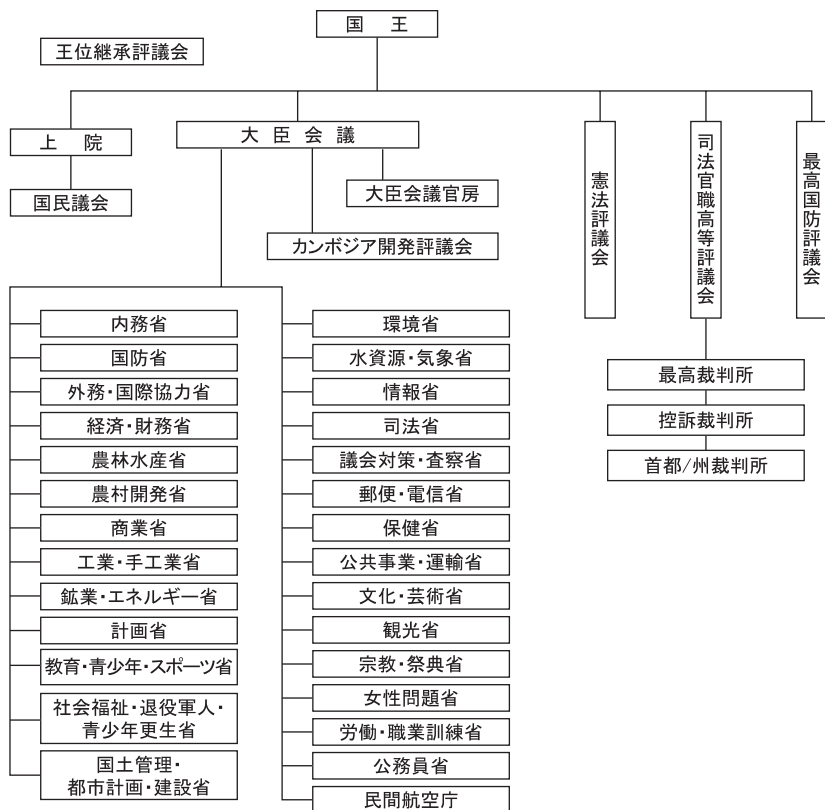 国王
王位継承評議会
上院
大臣会議
国民議会
大臣会議官房
カンボジア開発評議会
憲法評議会
司法官職高等評議会
最高国防評議会
最高裁判所
控訴裁判所
首都/州裁判所
内務省
国防省
外務・国際協力省
経済・財務省
農林水産省
農村開発省
商業省
工業・手工業省
鉱業・エネルギー省
計画省
教育・青少年・スポーツ省
社会福祉・退役軍人・
青少年更生省
国土管理・
都市計画・建設省
環境省
水資源・気象省
情報省
司法省
議会対策・査察省
郵便・電信省
保健省
公共事業・運輸省
文化・芸術省
観光省
宗教・祭典省
女性問題省
労働・職業訓練省
公務員省
民間航空庁